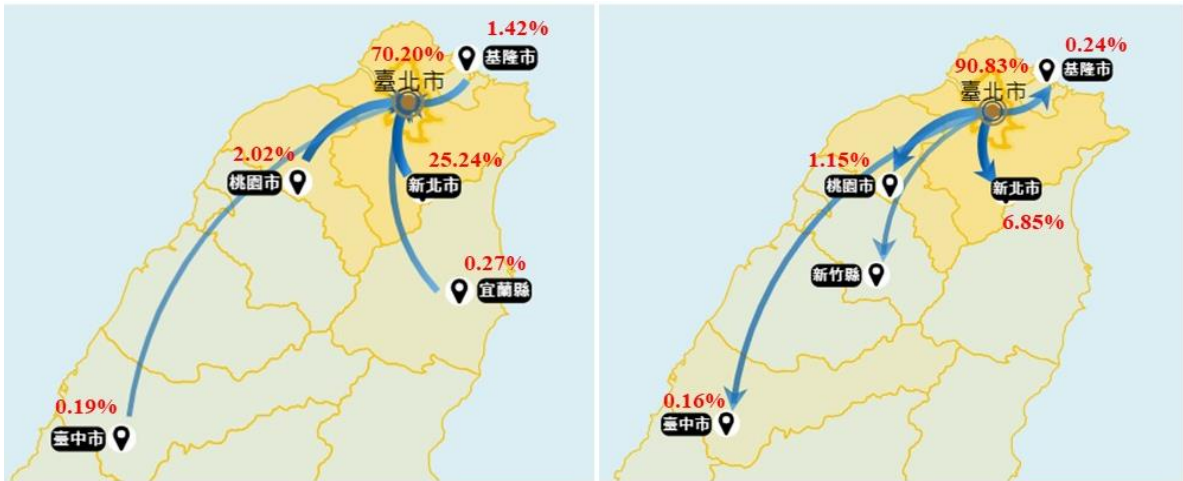 1.42%
70.20%
基隆市
臺北市
2.02%
25.24%
桃園市
新北市
0.27%
宜蘭縣
0.19%
臺中市
0.24%
90.83%
基隆市
臺北市
1.15%
桃園市
新北市
6.85%
新竹縣
0.16%
臺中市